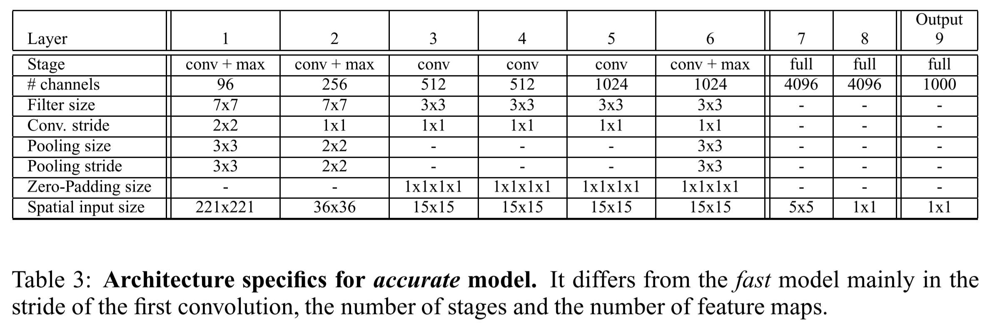 Output
Layer 1 2 3 4 5 6 7 8 9
Stage conv + max conv + max conv conv conv conv + max full full full
# channels 96 256 512 512 1024 1024 4096 4096 1000
Filter size 7x7 7x7 3x3 3x3 3x3 3x3 - - -
Conv. stride 2x2 1x1 1x1 1x1 1x1 1x1 - - -
Pooling size 3x3 2x2 - - - 3x3 - - -
Pooling stride 3x3 2x2 - - - 3x3 - - -
Zero-Padding size - - 1x1x1x1 1x1x1x1 1x1x1x1 1x1x1x1 - - -
Spatial input size 221x221 36x36 15x15 15x15 15x15 15x15 5x5 1x1 1x1
Table 3: Architecture specifics for accurate model. It differs from the fast model mainly in the
stride of the first convolution, the number of stages and the number of feature maps.